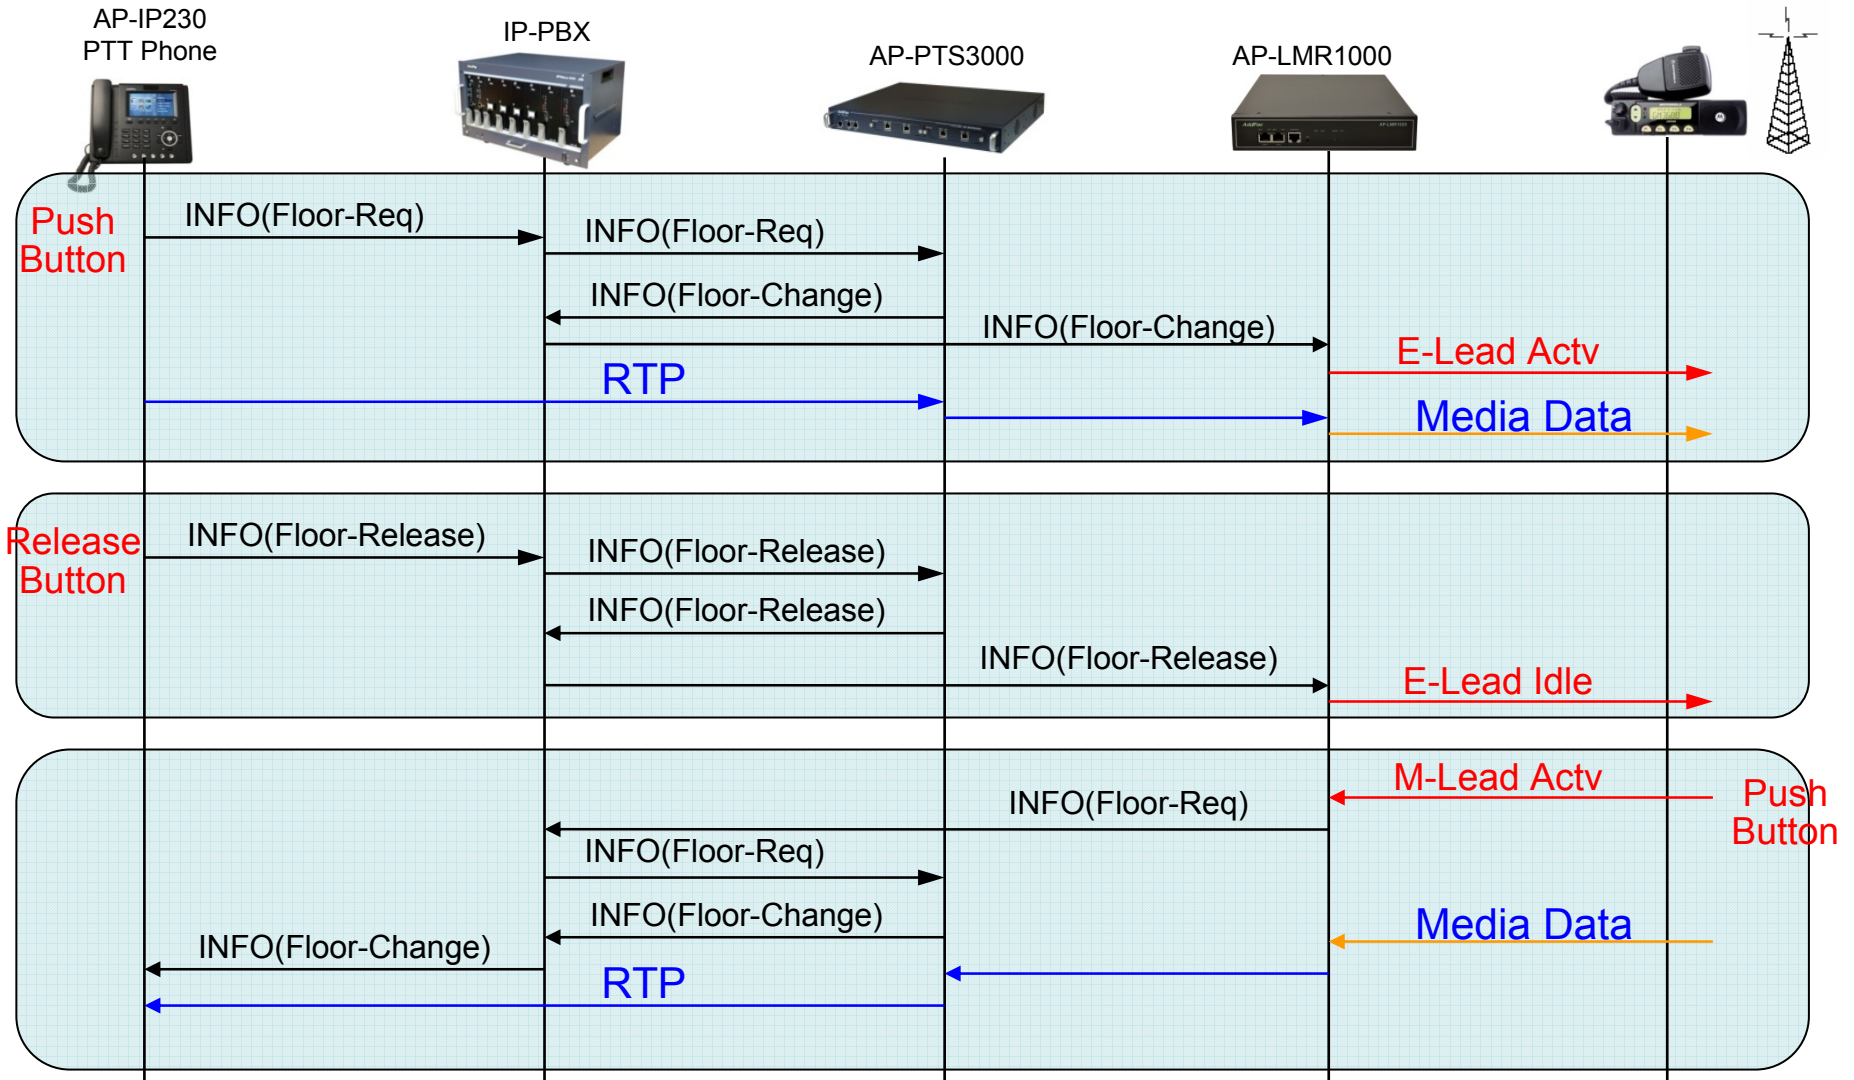 AP-IP230
PTT Phone
IP-PBX
AP-PTS3000
AP-LMR1000
AddPac
AP-LMR1000
Push
Button
INFO(Floor-Req)
INFO(Floor-Req)
INFO(Floor-Change)
INFO(Floor-Change)
E-Lead Actv
RTP
Media Data
Release
Button
INFO(Floor-Release)
INFO(Floor-Release)
INFO(Floor-Release)
INFO(Floor-Release)
E-Lead Idle
M-Lead Actv
Push
Button
INFO(Floor-Req)
INFO(Floor-Req)
INFO(Floor-Change)
Media Data
INFO(Floor-Change)
RTP